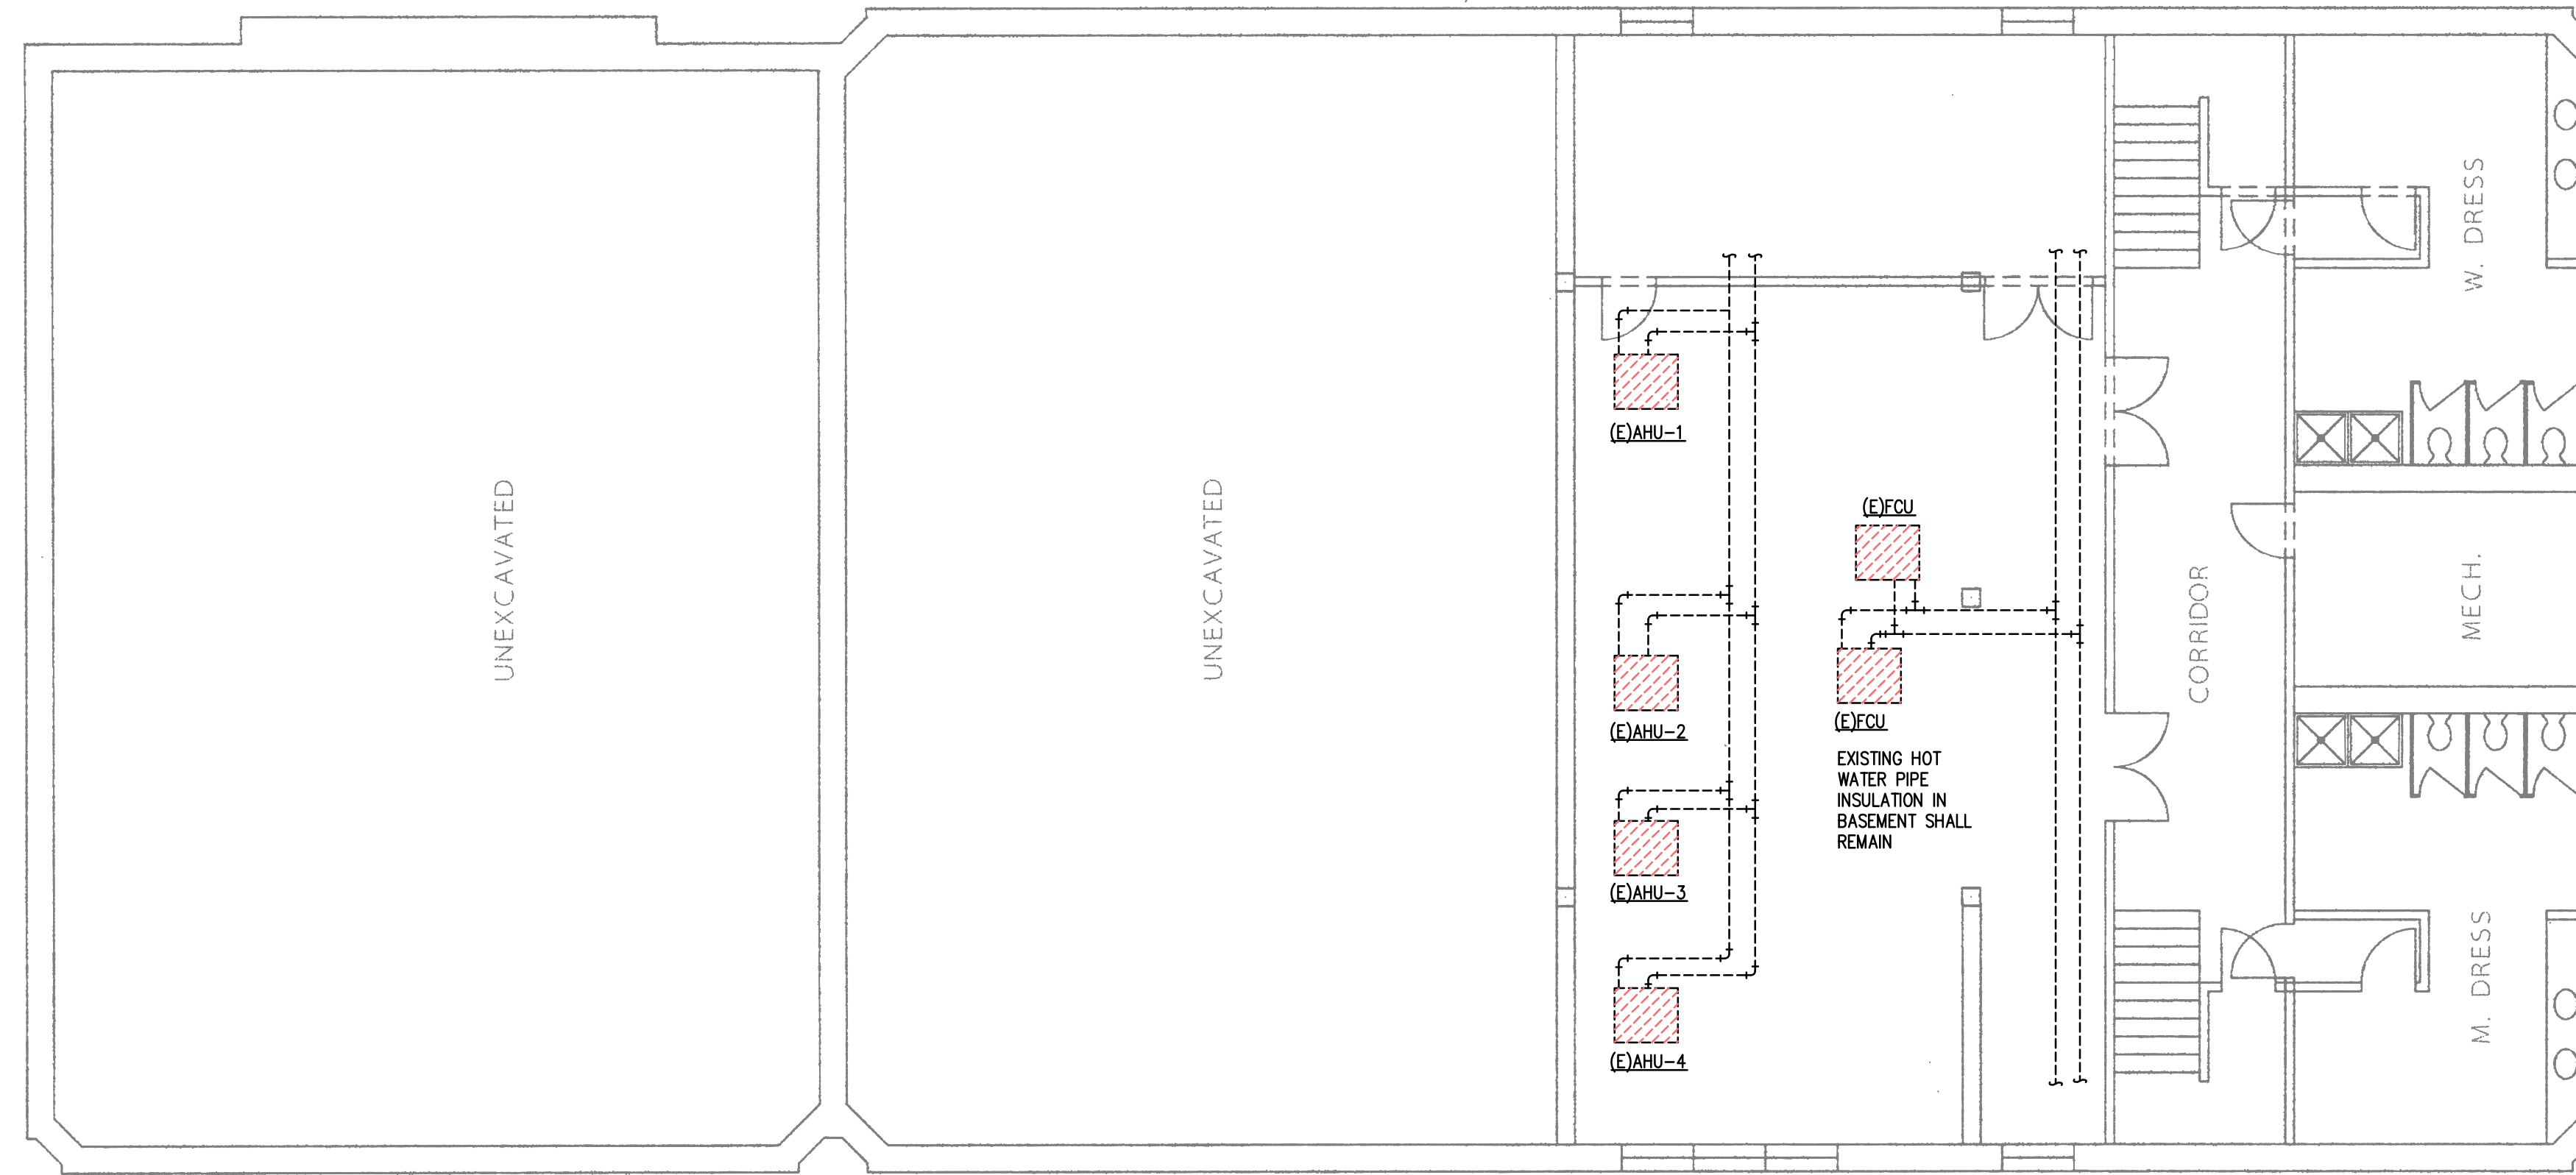 UNEXCAVATED
UNEXCAVATED
(E)AHU-1
(E)AHU-2
(E)AHU-3
(E)AHU-4
(E)FCU
(E)FCU
EXISTING HOT
WATER PIPE
INSULATION IN
BASEMENT SHALL
REMAIN
CORRIDOR
W. DRESS
MECH.
M. DRESS